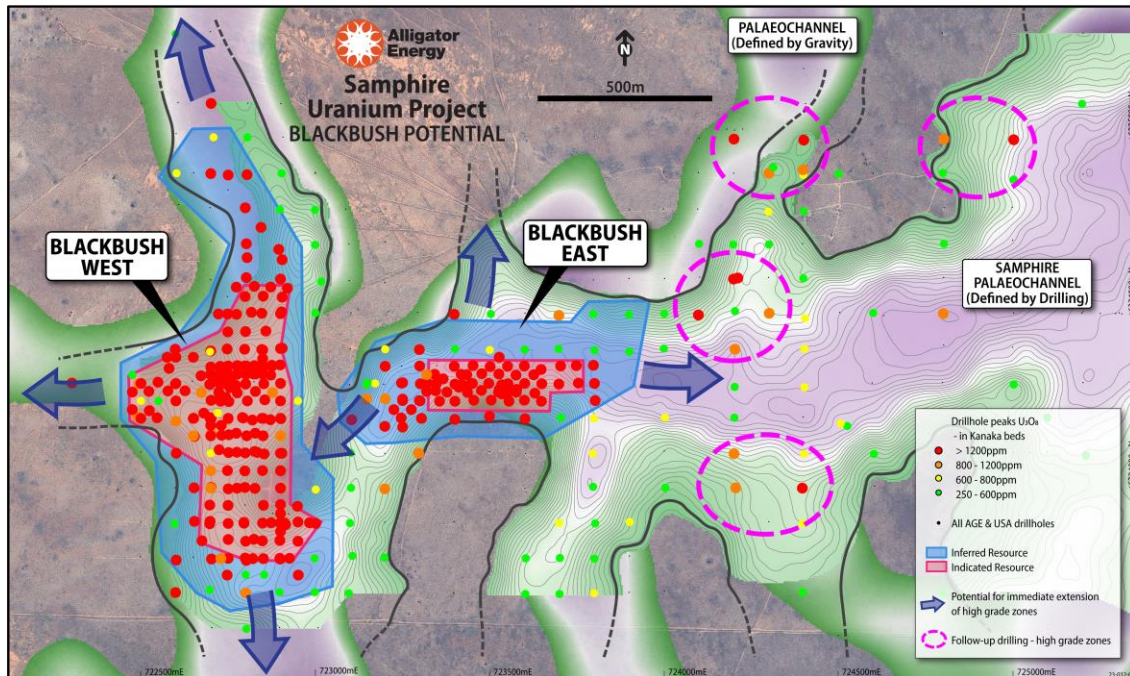 Alligator
Energy
Samphire
Uranium Project
BLACKBUSH POTENTIAL
N
500m
PALAEOCHANNEL
(Defined by Gravity)
BLACKBUSH
WEST
BLACKBUSH
EAST
SAMPHIRE
PALAEOCHANNEL
(Defined by Drilling)
Drillhole peaks U₃O₈
- in Kanaka beds
> 1200ppm
800 - 1200ppm
600 - 800ppm
250 - 600ppm
All AGE & USA drillholes
Inferred Resource
Indicated Resource
Potential for immediate extension
of high grade zones
Follow-up drilling - high grade zones
722500mE
723000mE
723500mE
724000mE
724500mE
725000mE